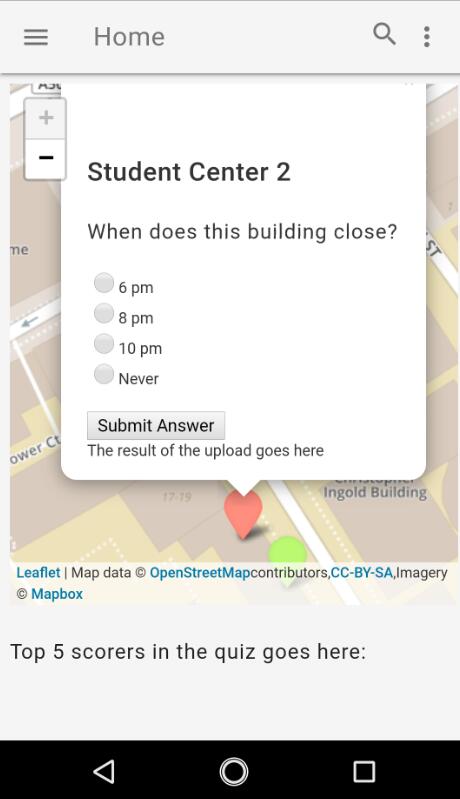 Home
+
−
Student Center 2
When does this building close?
6 pm
8 pm
10 pm
Never
Submit Answer
The result of the upload goes here
me
ST
ower Ct
17-19
Christopher
Ingold Building
Leaflet | Map data © OpenStreetMapcontributors,CC-BY-SA,Imagery
© Mapbox
Top 5 scorers in the quiz goes here: